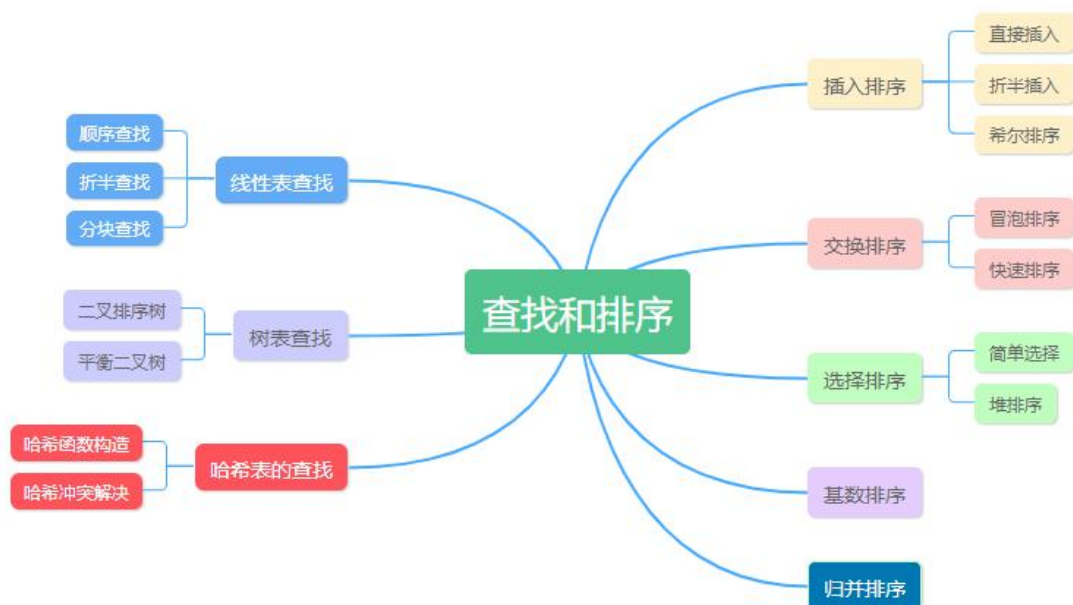 查找和排序
线性表查找
顺序查找
折半查找
分块查找
树表查找
二叉排序树
平衡二叉树
哈希表的查找
哈希函数构造
哈希冲突解决
插入排序
直接插入
折半插入
希尔排序
交换排序
冒泡排序
快速排序
选择排序
简单选择
堆排序
基数排序
归并排序